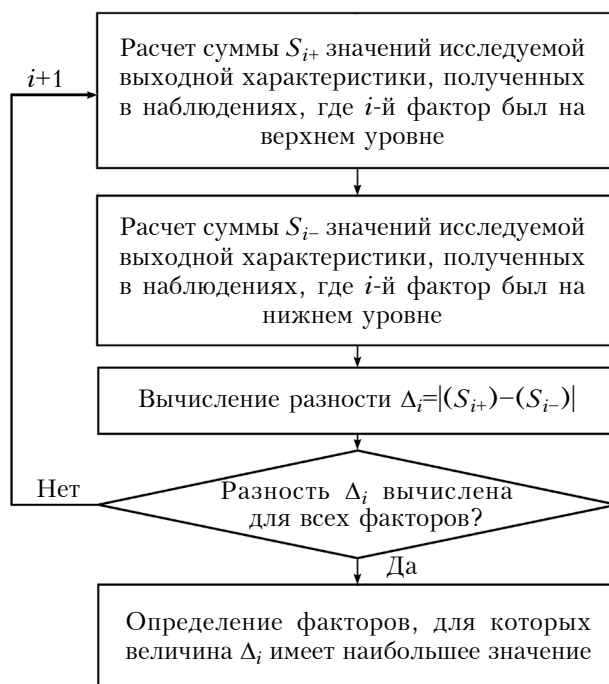 Расчет суммы S_{i+} значений исследуемой
выходной характеристики, полученных
в наблюдениях, где i-й фактор был на
верхнем уровне
i+1
Расчет суммы S_{i−} значений исследуемой
выходной характеристики, полученных
в наблюдениях, где i-й фактор был на
нижнем уровне
Вычисление разности Δ_i=|(S_{i+})−(S_{i−})|
Нет
Разность Δ_i вычислена
для всех факторов?
Да
Определение факторов, для которых
величина Δ_i имеет наибольшее значение